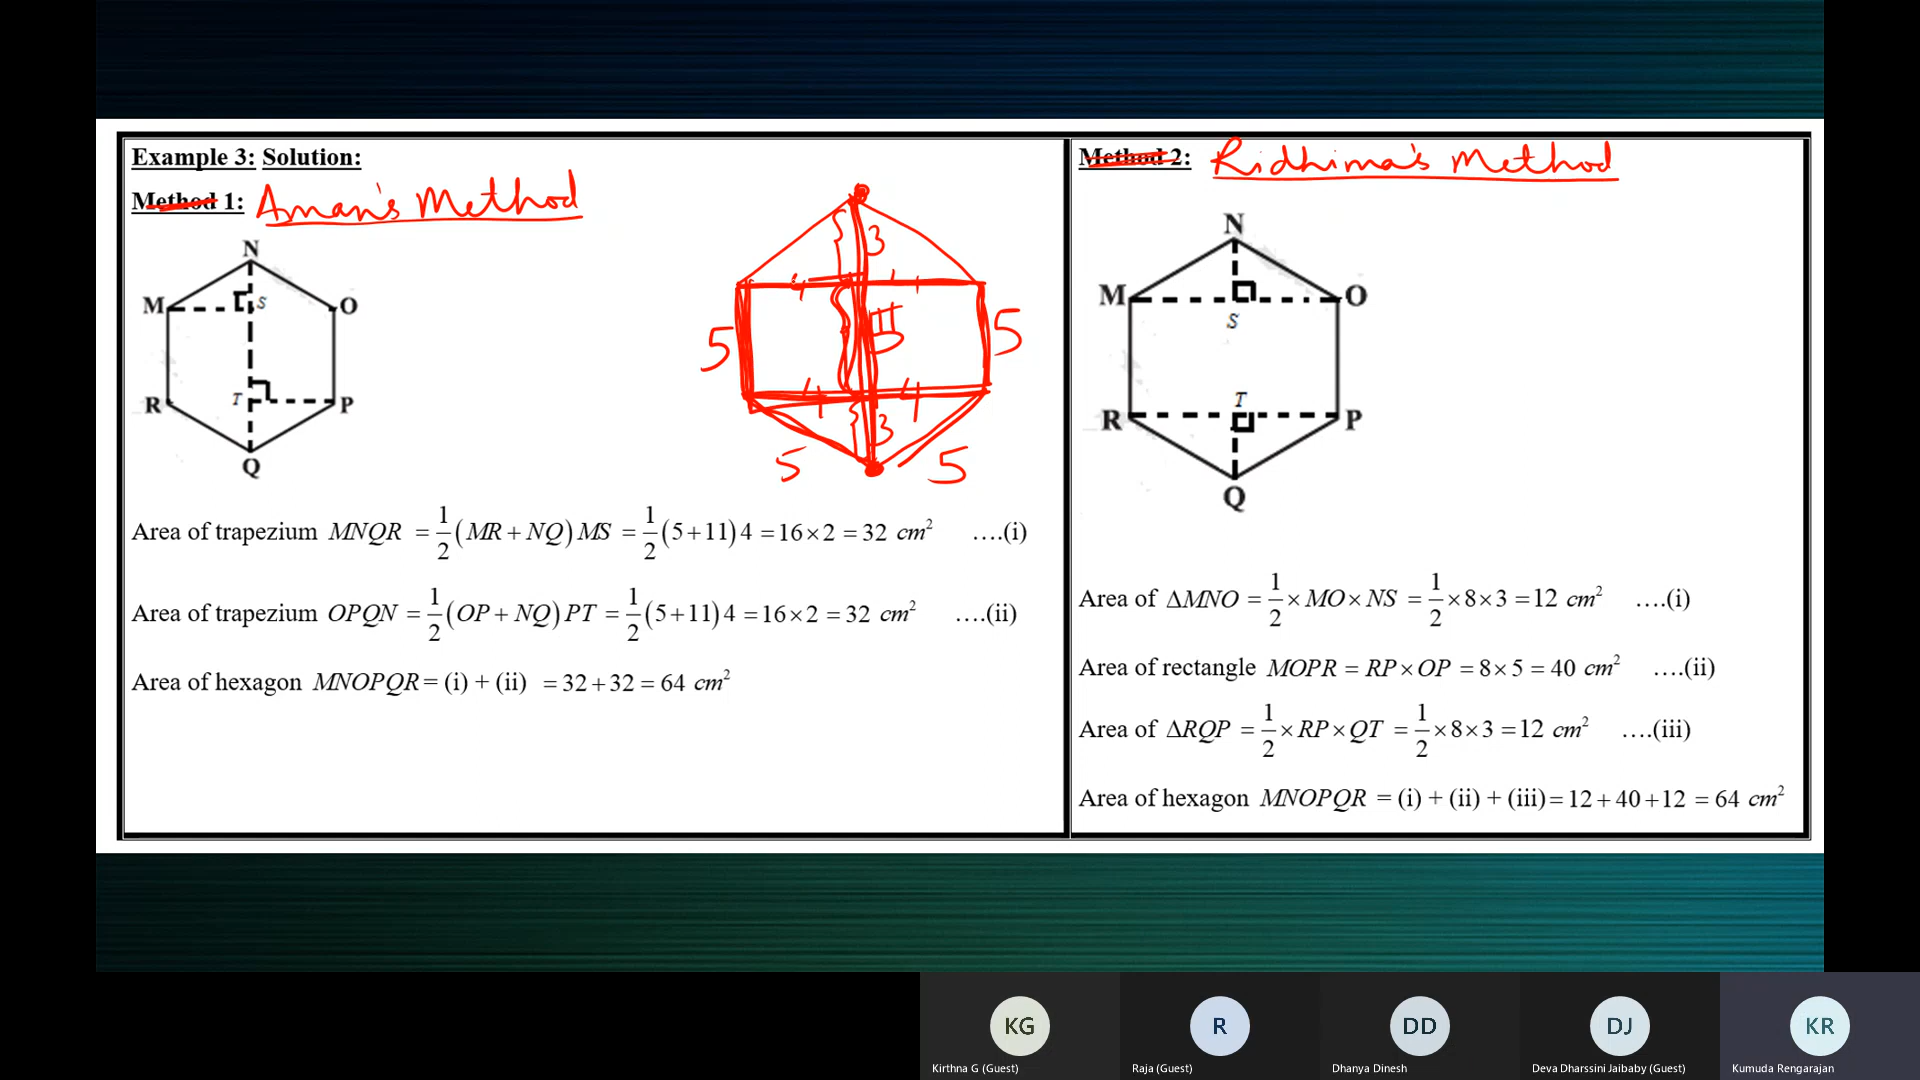 Example 3: Solution:
Method 1: Aman's Method
N
M
S
O
R
T
P
Q
3
4
4
5
5
4
4
3
5
5
Area of trapezium MNQR = 1/2 (MR + NQ) MS = 1/2 (5+11) 4 = 16 × 2 = 32 cm² ....(i)
Area of trapezium OPQN = 1/2 (OP + NQ) PT = 1/2 (5+11) 4 = 16 × 2 = 32 cm² ....(ii)
Area of hexagon MNOPQR = (i) + (ii) = 32 + 32 = 64 cm²
Method 2: Ridhima's Method
N
M
O
S
T
R
P
Q
Area of ΔMNO = 1/2 × MO × NS = 1/2 × 8 × 3 = 12 cm² ....(i)
Area of rectangle MOPR = RP × OP = 8 × 5 = 40 cm² ....(ii)
Area of ΔRQP = 1/2 × RP × QT = 1/2 × 8 × 3 = 12 cm² ....(iii)
Area of hexagon MNOPQR = (i) + (ii) + (iii) = 12 + 40 + 12 = 64 cm²
KG
R
DD
DJ
KR
Kirthna G (Guest)
Raja (Guest)
Dhanya Dinesh
Deva Dharssini Jaibaby (Guest)
Kumuda Rengarajan